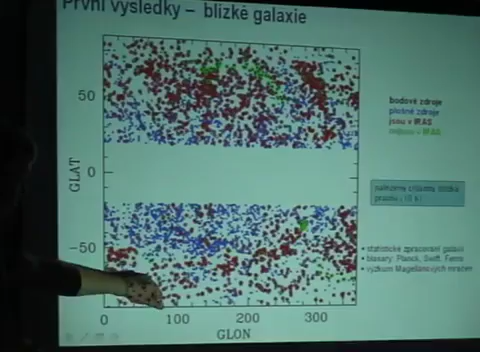 První výsledky – blízké galaxie
50
0
−50
GLAT
0
100
200
300
GLON
bodové zdroje
plošné zdroje
jsou v IRAS
nejsou v IRAS
• statistické zpracování galaxií
• blasary: Planck, Swift, Fermi
• výzkum Magellanových mračen